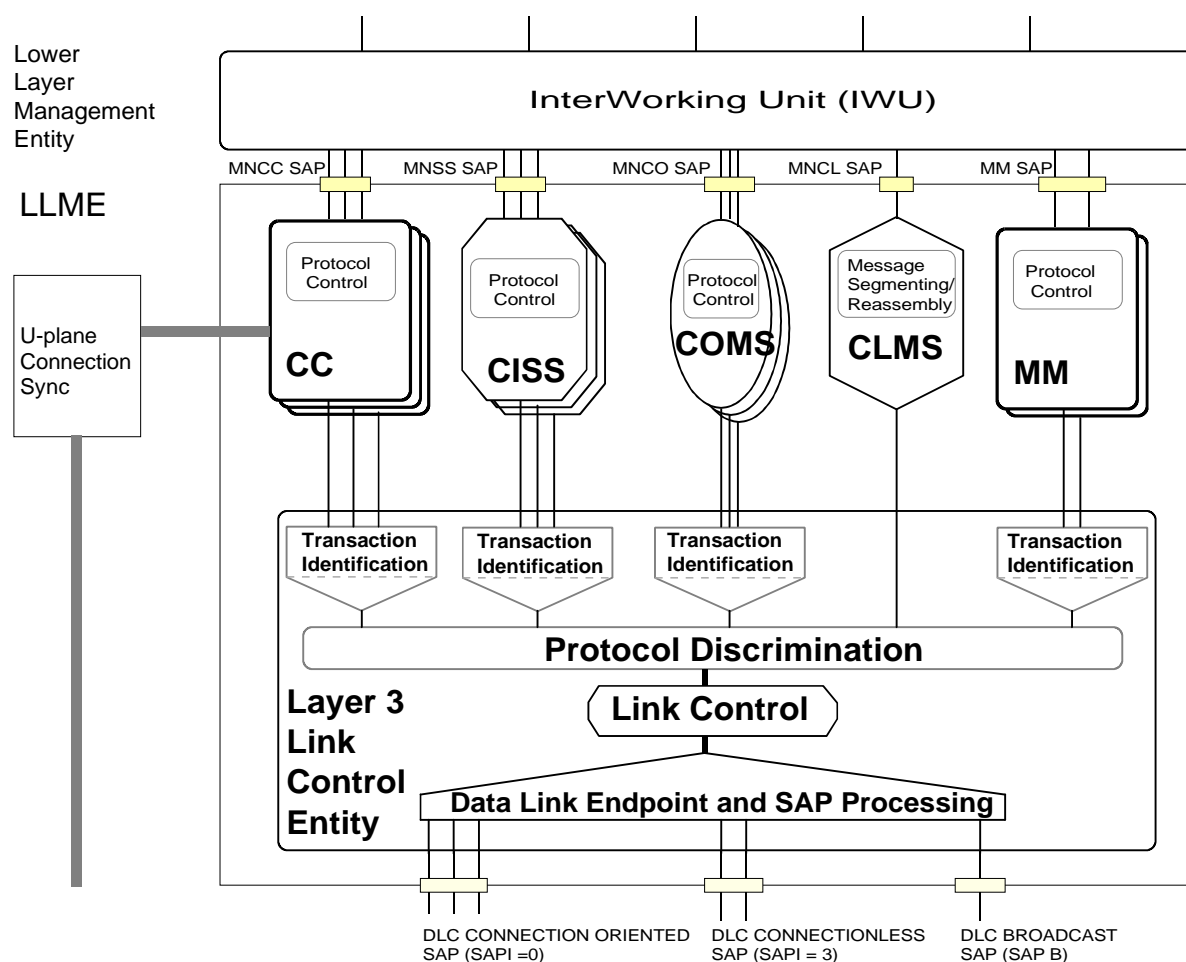 Lower
Layer
Management
Entity
LLME
InterWorking Unit (IWU)
MNCC SAP
MNSS SAP
MNCO SAP
MNCL SAP
MM SAP
U-plane
Connection
Sync
Protocol
Control
CC
Protocol
Control
CISS
Protocol
Control
COMS
Message
Segmenting/
Reassembly
CLMS
Protocol
Control
MM
Transaction
Identification
Transaction
Identification
Transaction
Identification
Transaction
Identification
Protocol Discrimination
Link Control
Layer 3
Link
Control
Entity
Data Link Endpoint and SAP Processing
DLC CONNECTION ORIENTED
SAP (SAPI =0)
DLC CONNECTIONLESS
SAP (SAPI = 3)
DLC BROADCAST
SAP (SAP B)